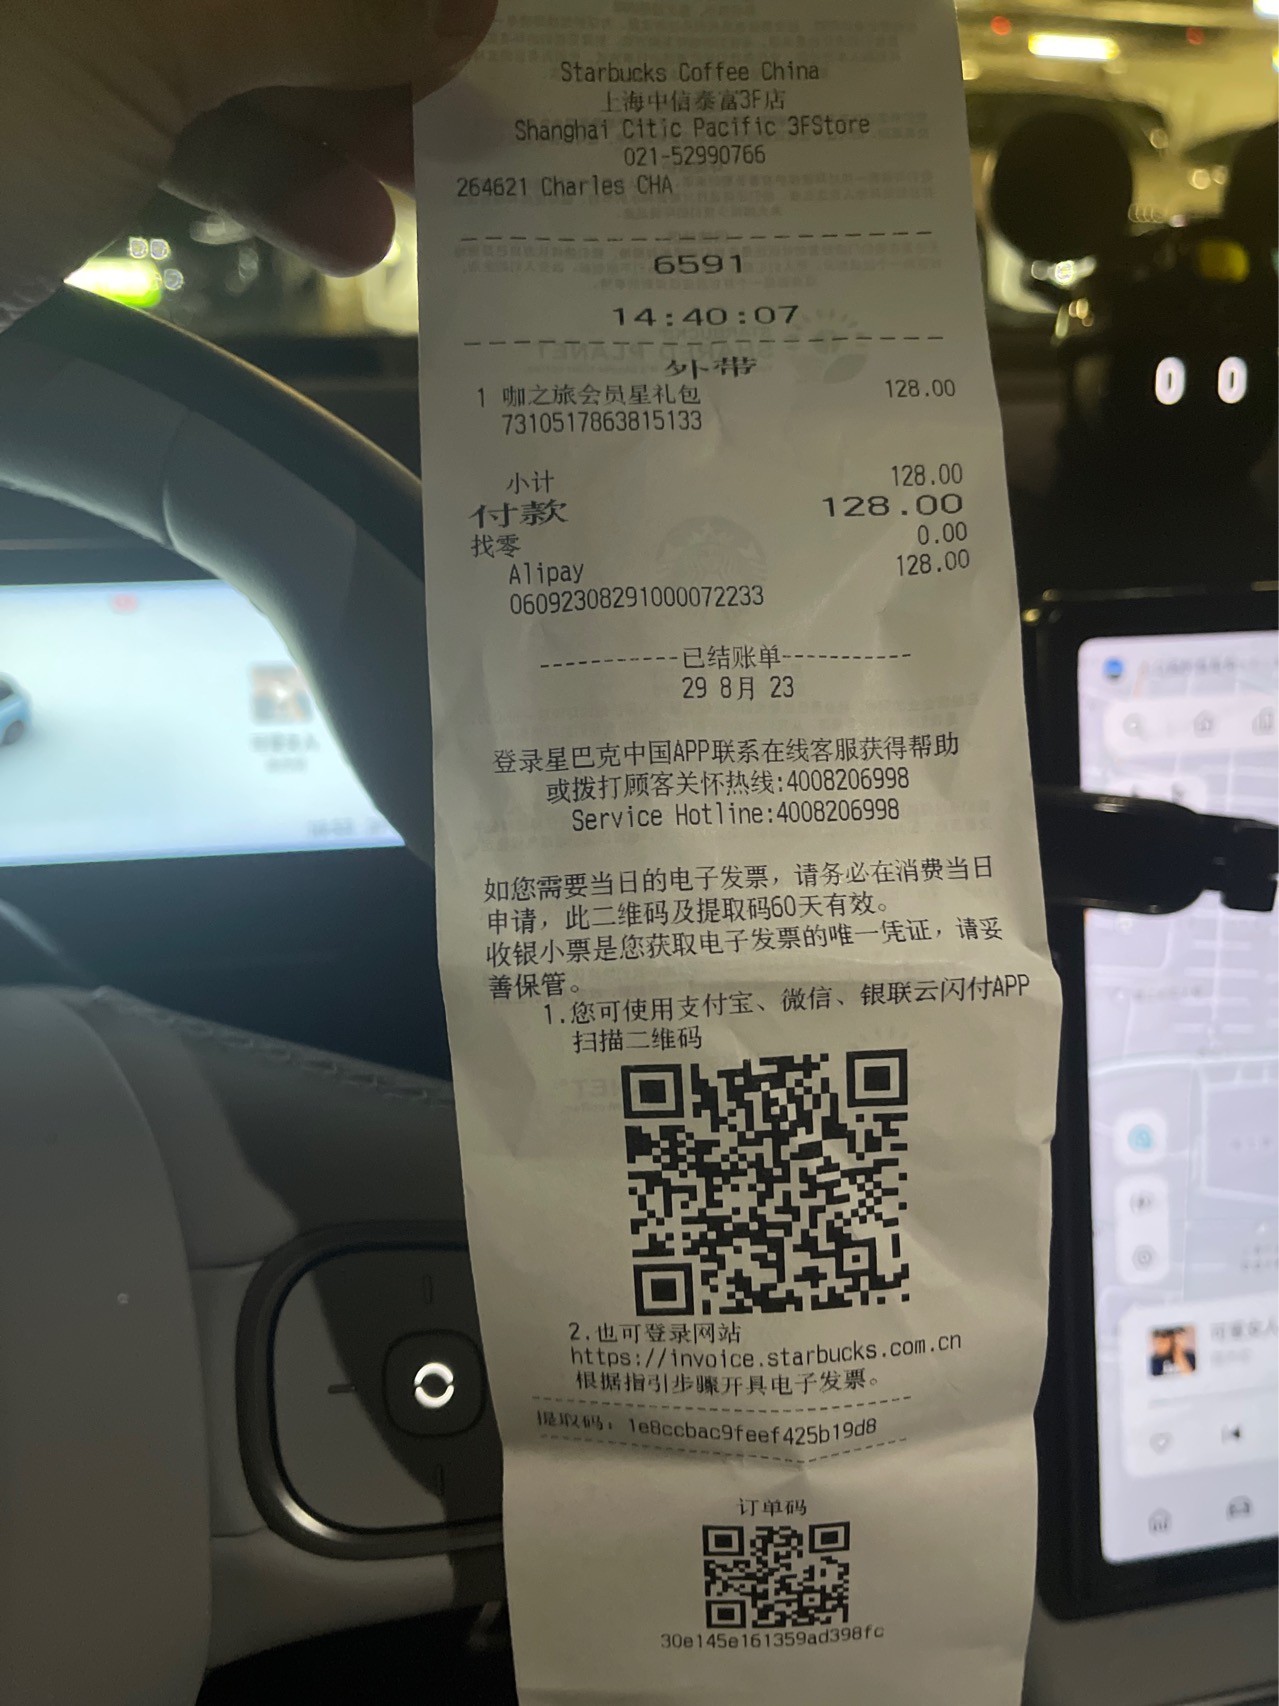 Starbucks Coffee China
上海中信泰富3F店
Shanghai Citic Pacific 3FStore
021-52990766
264621 Charles CHA
6591
14:40:07
外带
1 咖之旅会员星礼包 128.00
7310517863815133
小计 128.00
付款 128.00
找零 0.00
Alipay 128.00
06092308291000072233
-----------已结账单-----------
29 8月 23
登录星巴克中国APP联系在线客服获得帮助
或拨打顾客关怀热线:4008206998
Service Hotline:4008206998
如您需要当日的电子发票，请务必在消费当日
申请，此二维码及提取码60天有效。
收银小票是您获取电子发票的唯一凭证，请妥
善保管。
1.您可使用支付宝、微信、银联云闪付APP
扫描二维码
2.也可登录网站
https://invoice.starbucks.com.cn
根据指引步骤开具电子发票。
提取码：1e8ccbac9feef425b19d8
订单码
30e145e161359ad398fc
00